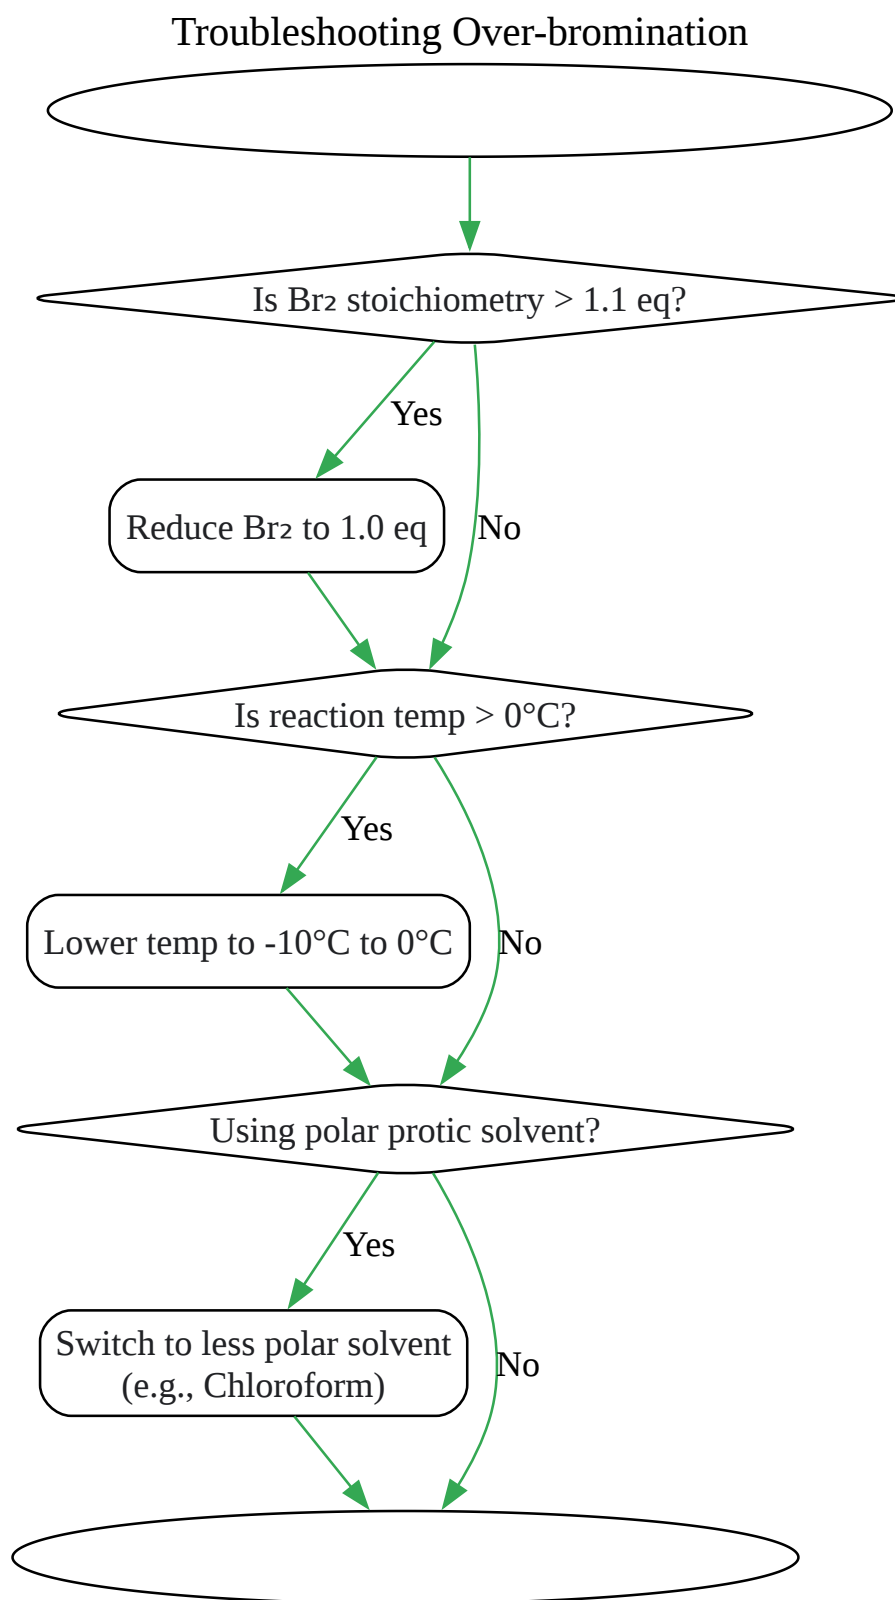 Troubleshooting Over-bromination
Is Br₂ stoichiometry > 1.1 eq?
Yes
Reduce Br₂ to 1.0 eq
No
Is reaction temp > 0°C?
Yes
Lower temp to -10°C to 0°C
No
Using polar protic solvent?
Yes
Switch to less polar solvent
(e.g., Chloroform)
No